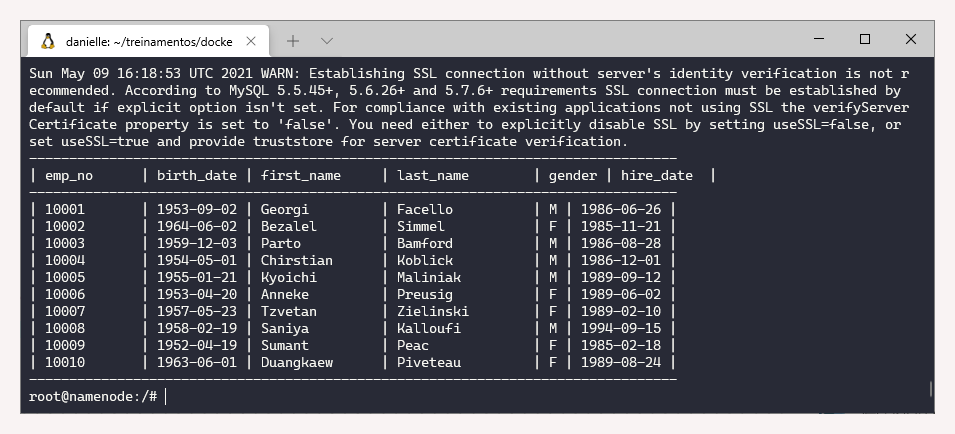 danielle: ~/treinamentos/docke
Sun May 09 16:18:53 UTC 2021 WARN: Establishing SSL connection without server's identity verification is not r
ecommended. According to MySQL 5.5.45+, 5.6.26+ and 5.7.6+ requirements SSL connection must be established by
default if explicit option isn't set. For compliance with existing applications not using SSL the verifyServer
Certificate property is set to 'false'. You need either to explicitly disable SSL by setting useSSL=false, or
set useSSL=true and provide truststore for server certificate verification.
---------------------------------------------------------------------------------
| emp_no      | birth_date | first_name     | last_name        | gender | hire_date  |
---------------------------------------------------------------------------------
| 10001       | 1953-09-02 | Georgi         | Facello          | M | 1986-06-26 |
| 10002       | 1964-06-02 | Bezalel        | Simmel           | F | 1985-11-21 |
| 10003       | 1959-12-03 | Parto          | Bamford          | M | 1986-08-28 |
| 10004       | 1954-05-01 | Chirstian      | Koblick          | M | 1986-12-01 |
| 10005       | 1955-01-21 | Kyoichi        | Maliniak         | M | 1989-09-12 |
| 10006       | 1953-04-20 | Anneke         | Preusig          | F | 1989-06-02 |
| 10007       | 1957-05-23 | Tzvetan        | Zielinski        | F | 1989-02-10 |
| 10008       | 1958-02-19 | Saniya         | Kalloufi         | M | 1994-09-15 |
| 10009       | 1952-04-19 | Sumant         | Peac             | F | 1985-02-18 |
| 10010       | 1963-06-01 | Duangkaew      | Piveteau         | F | 1989-08-24 |
---------------------------------------------------------------------------------
root@namenode:/#